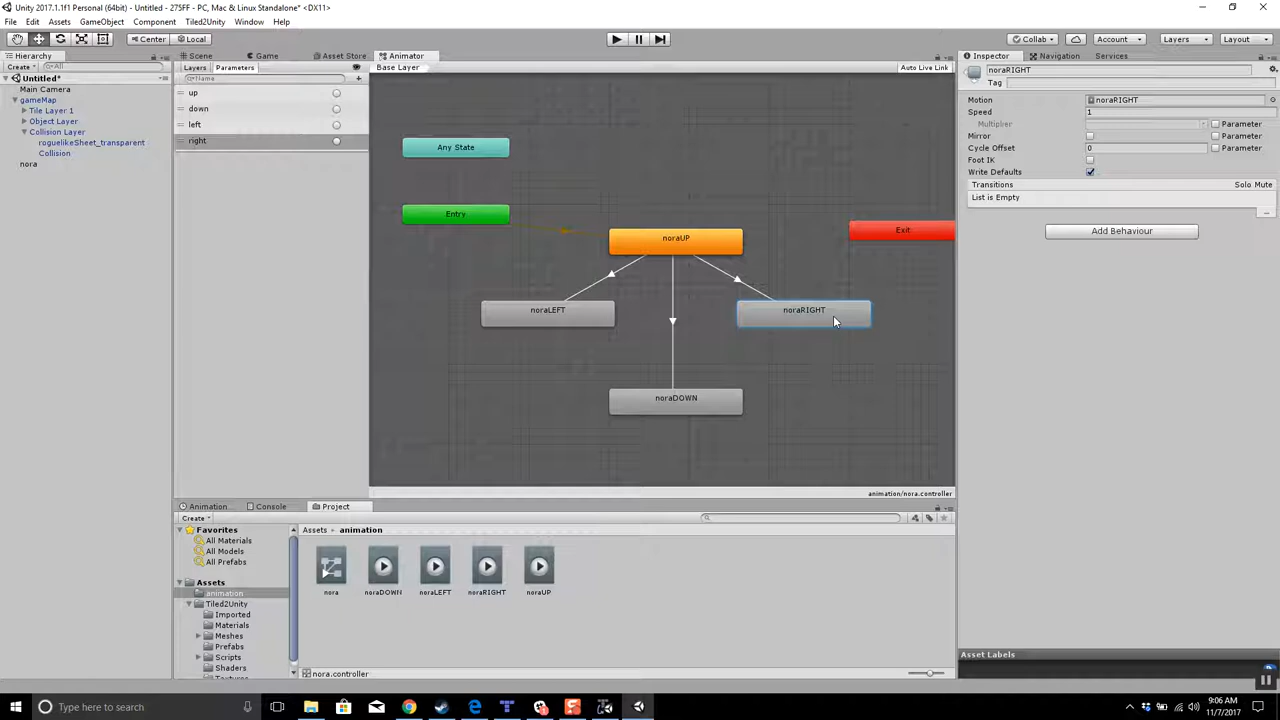 Unity 2017.1.1f1 Personal (64bit) - Untitled - 275FF - PC, Mac & Linux Standalone* <DX11>
File Edit Assets GameObject Component Tiled2Unity Window Help
Center Local Collab Account Layers Layout
Hierarchy Scene Game Asset Store Animator Inspector Navigation Services
Create All Layers Parameters Base Layer Auto Live Link noraRIGHT
Untitled* Name Tag
Main Camera up
gameMap down Motion noraRIGHT
Tile Layer 1 Speed 1
Object Layer left Multiplier Parameter
Collision Layer Mirror Parameter
roguelikeSheet_transparent right Any State Cycle Offset 0 Parameter
Collision Foot IK
nora Write Defaults
Transitions Solo Mute
List is Empty
Entry
Exit Add Behaviour
noraUP
noraLEFT noraRIGHT
noraDOWN
animation/nora.controller
Animation Console Project
Create
Favorites Assets animation
All Materials
All Models
All Prefabs
Assets
animation nora noraDOWN noraLEFT noraRIGHT noraUP
Tiled2Unity
Imported
Materials
Meshes
Prefabs
Scripts Asset Labels
Shaders
Textures nora.controller
Type here to search 9:06 AM
11/7/2017